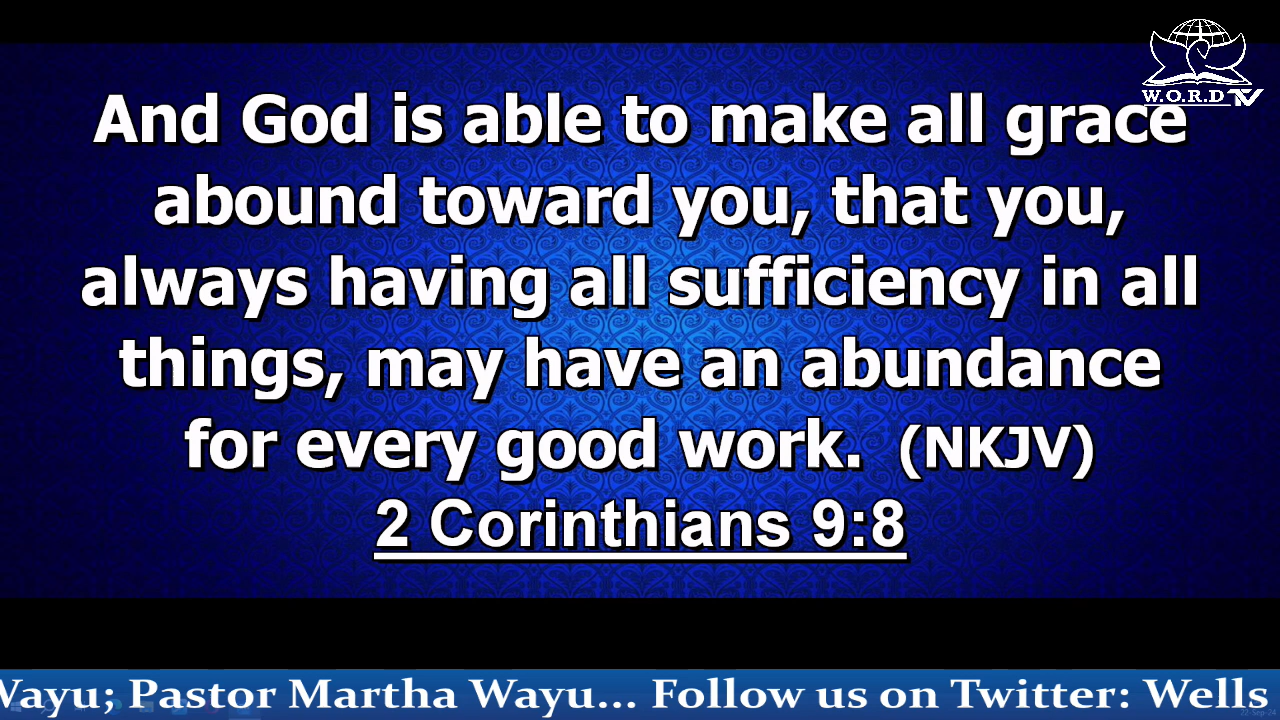 W.O.R.D TV
And God is able to make all grace
abound toward you, that you,
always having all sufficiency in all
things, may have an abundance
for every good work. (NKJV)
2 Corinthians 9:8
Wayu; Pastor Martha Wayu... Follow us on Twitter: Wells